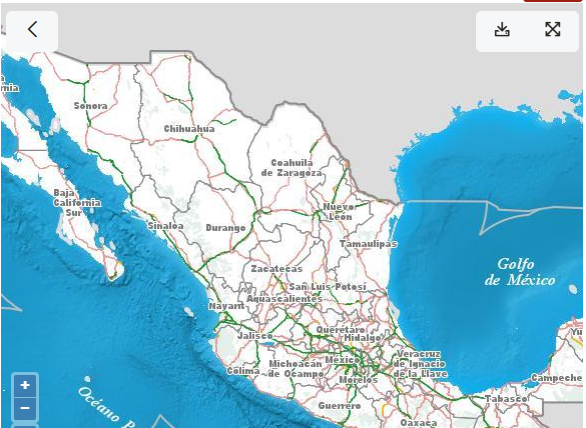 a
rnia
Sonora
Chihuahua
Coahuila
de Zaragoza
Baja
California
Sur
Nuevo
León
Sinaloa
Durango
Tamaulipas
Zacatecas
Golfo
de México
San Luis Potosí
Aguascalientes
Nayarit
Querétaro
Jalisco
Hidalgo
Yu
Michoacán
de Ocampo
México
Veracruz
de Ignacio
de la Llave
Colima
Morelos
Campeche
+
−
Océano P
Guerrero
Tabasco
Oaxaca